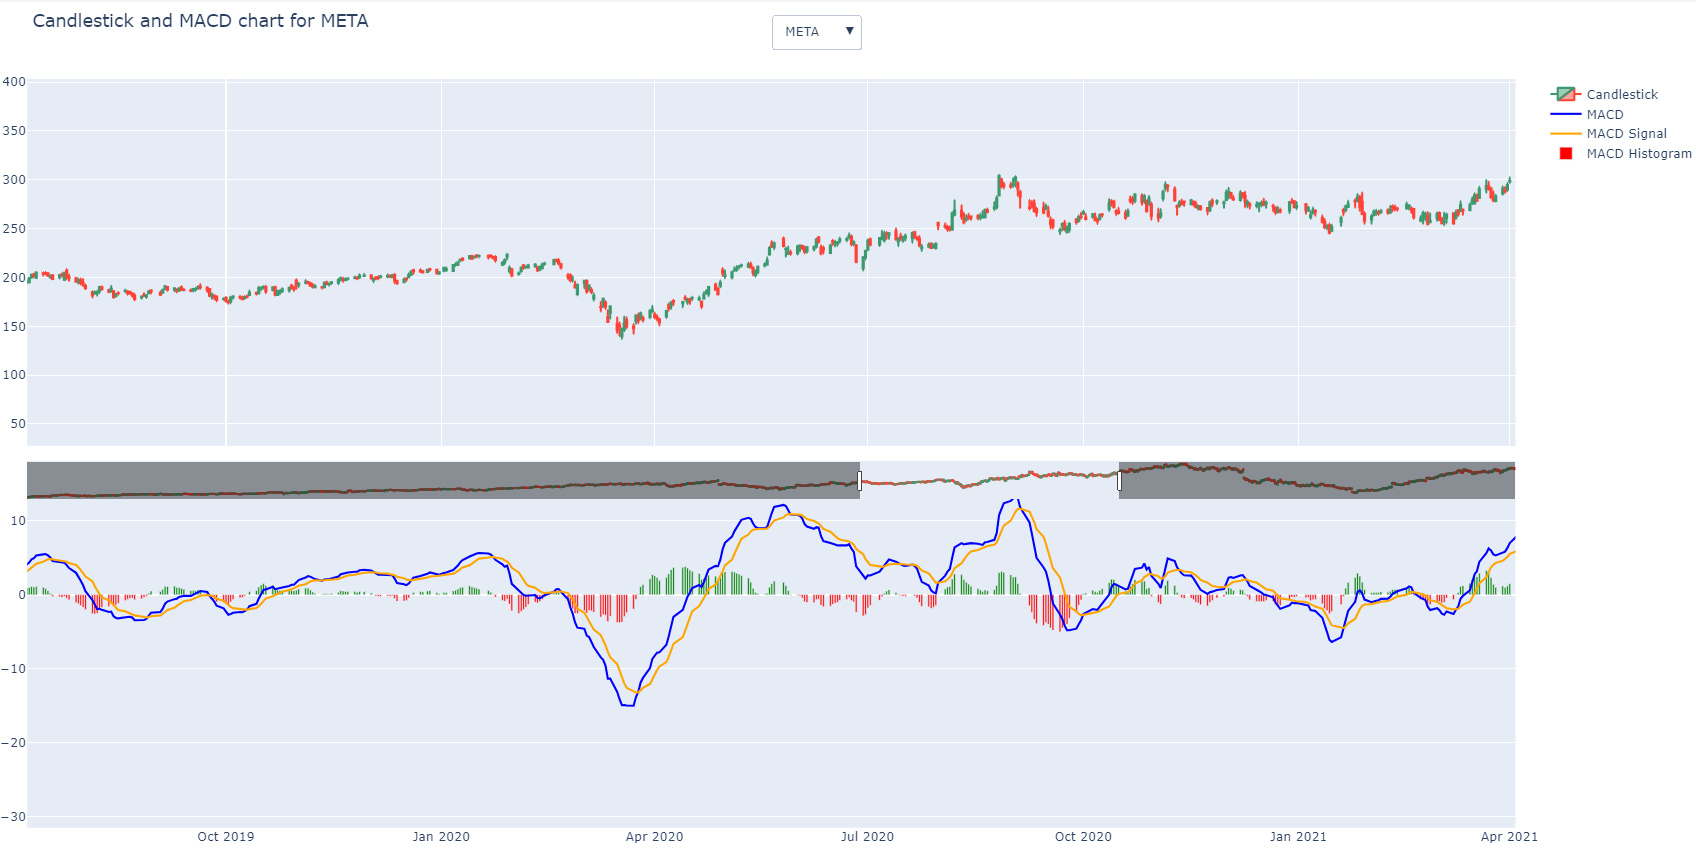 Candlestick and MACD chart for META
META ▼
400
350
300
250
200
150
100
50
Candlestick
MACD
MACD Signal
MACD Histogram
10
0
−10
−20
−30
Oct 2019 Jan 2020 Apr 2020 Jul 2020 Oct 2020 Jan 2021 Apr 2021